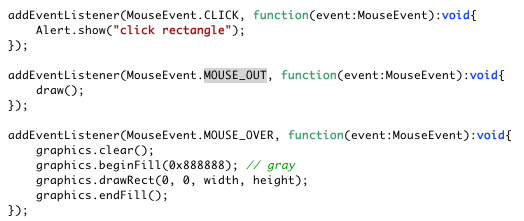 addEventListener(MouseEvent.CLICK, function(event:MouseEvent):void{
    Alert.show("click rectangle");
});

addEventListener(MouseEvent.MOUSE_OUT, function(event:MouseEvent):void{
    draw();
});

addEventListener(MouseEvent.MOUSE_OVER, function(event:MouseEvent):void{
    graphics.clear();
    graphics.beginFill(0x888888); // gray
    graphics.drawRect(0, 0, width, height);
    graphics.endFill();
});